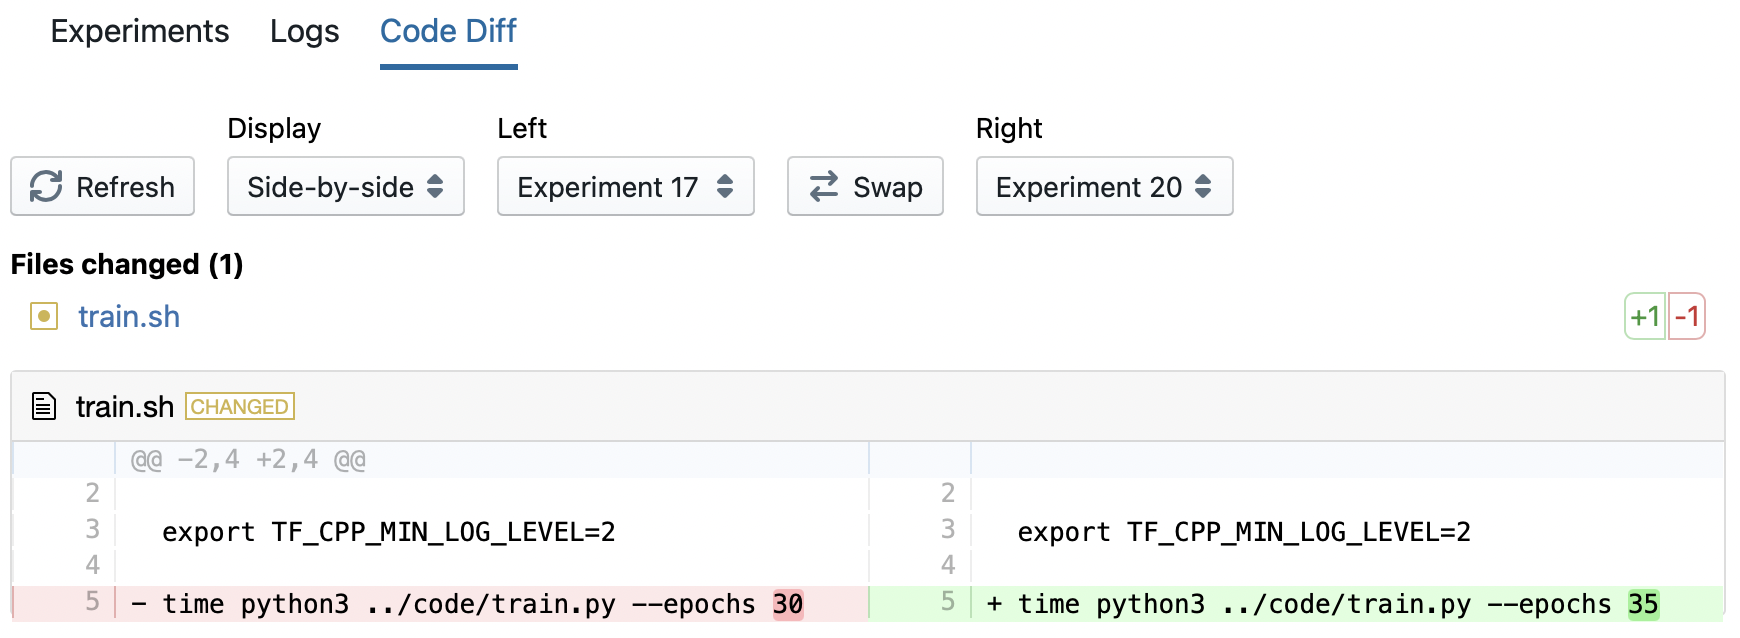 Experiments Logs Code Diff
Display Left Right
Refresh Side-by-side Experiment 17 Swap Experiment 20
Files changed (1)
train.sh +1 -1
train.sh CHANGED
@@ -2,4 +2,4 @@
2 2
3 export TF_CPP_MIN_LOG_LEVEL=2 3 export TF_CPP_MIN_LOG_LEVEL=2
4 4
5 - time python3 ../code/train.py --epochs 30 5 + time python3 ../code/train.py --epochs 35